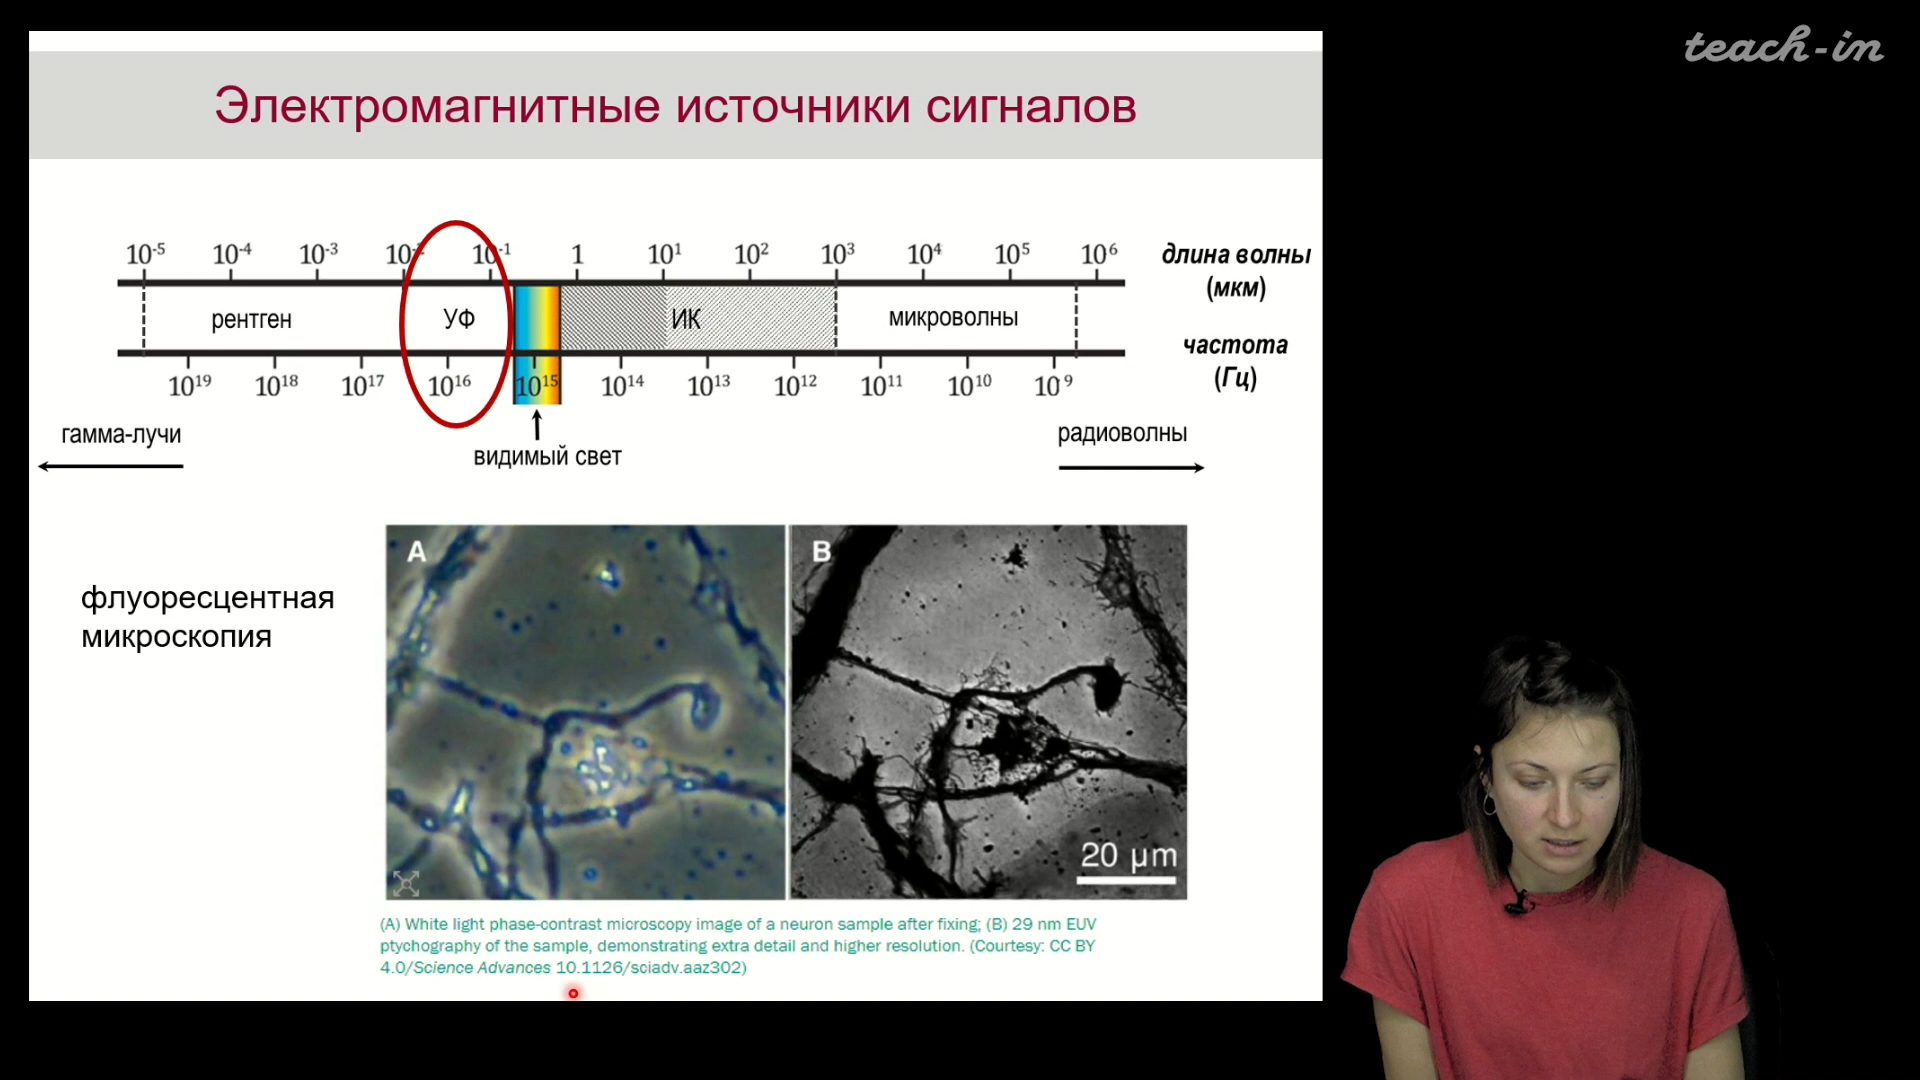 teach-in
Электромагнитные источники сигналов
10⁻⁵ 10⁻⁴ 10⁻³ 10⁻² 10⁻¹ 1 10¹ 10² 10³ 10⁴ 10⁵ 10⁶ длина волны
(мкм)
рентген УФ ИК микроволны
частота
(Гц)
10¹⁹ 10¹⁸ 10¹⁷ 10¹⁶ 10¹⁵ 10¹⁴ 10¹³ 10¹² 10¹¹ 10¹⁰ 10⁹
гамма-лучи
радиоволны
видимый свет
флуоресцентная
микроскопия
A
B
20 µm
(A) White light phase-contrast microscopy image of a neuron sample after fixing; (B) 29 nm EUV
ptychography of the sample, demonstrating extra detail and higher resolution. (Courtesy: CC BY
4.0/Science Advances 10.1126/sciadv.aaz302)